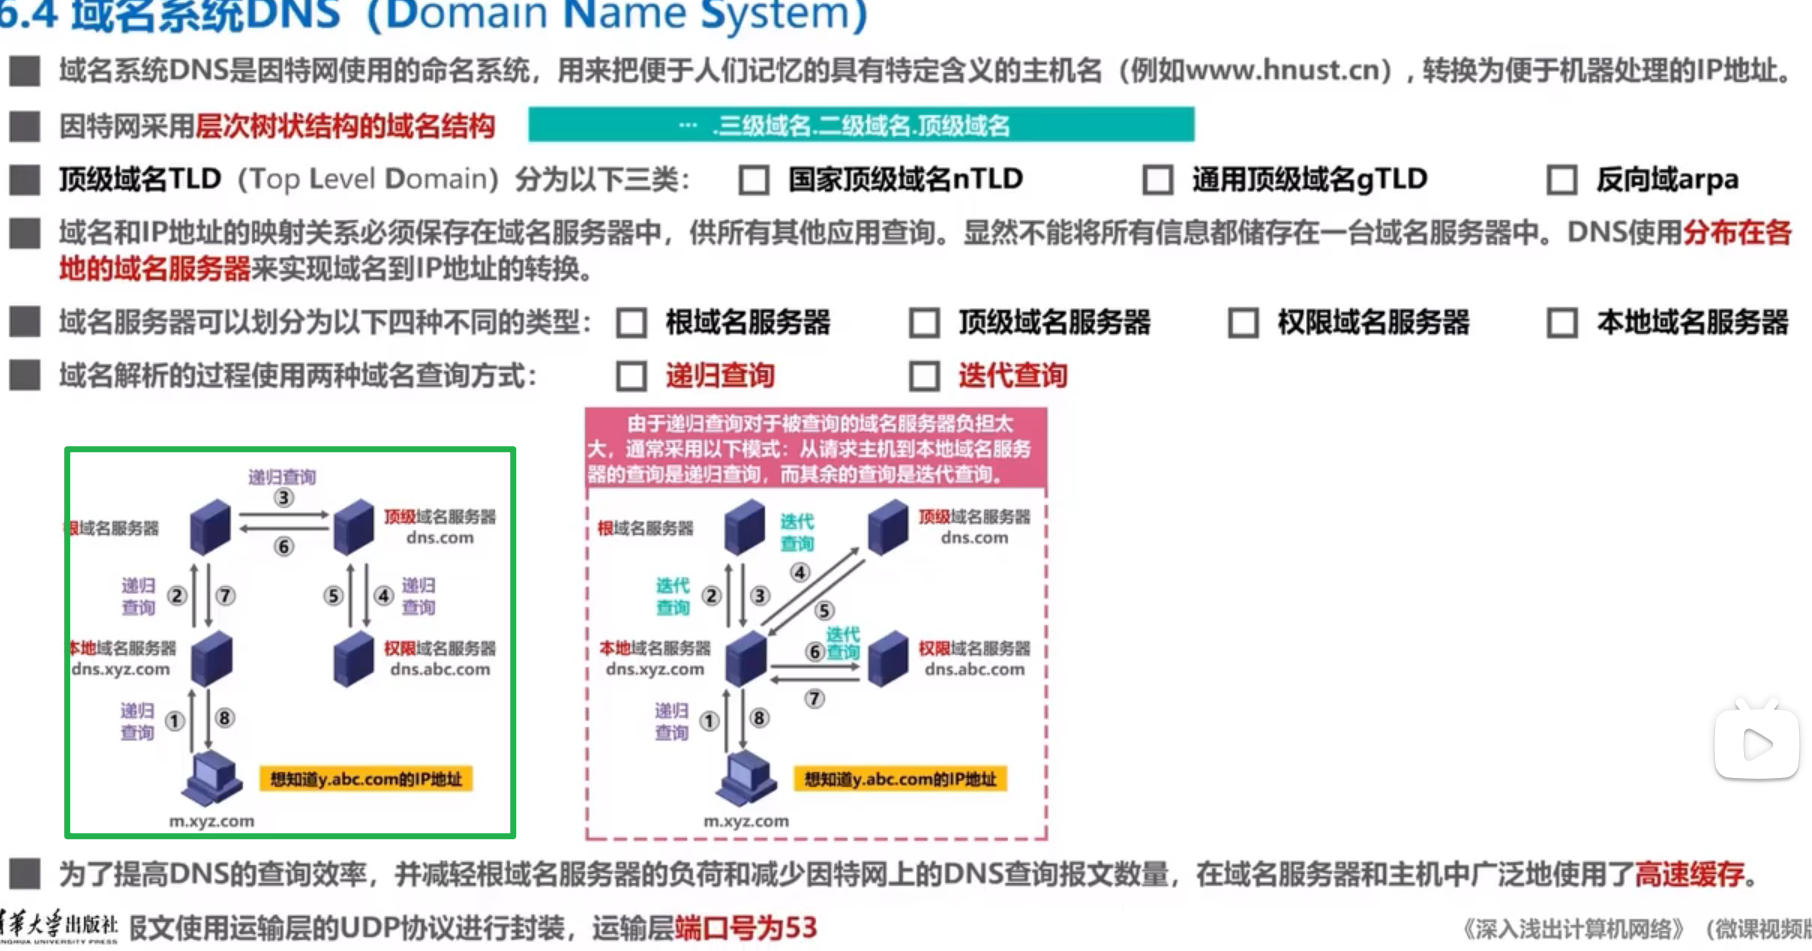 6.4 域名系统DNS（Domain Name System）
域名系统DNS是因特网使用的命名系统，用来把便于人们记忆的具有特定含义的主机名（例如www.hnust.cn）, 转换为便于机器处理的IP地址。
因特网采用层次树状结构的域名结构 … .三级域名.二级域名.顶级域名
顶级域名TLD（Top Level Domain）分为以下三类： 国家顶级域名nTLD 通用顶级域名gTLD 反向域arpa
域名和IP地址的映射关系必须保存在域名服务器中，供所有其他应用查询。显然不能将所有信息都储存在一台域名服务器中。DNS使用分布在各
地的域名服务器来实现域名到IP地址的转换。
域名服务器可以划分为以下四种不同的类型： 根域名服务器 顶级域名服务器 权限域名服务器 本地域名服务器
域名解析的过程使用两种域名查询方式： 递归查询 迭代查询
递归查询
③
根域名服务器
顶级域名服务器
dns.com
⑥
递归
查询
② ⑦ ⑤ ④
递归
查询
本地域名服务器
dns.xyz.com
权限域名服务器
dns.abc.com
递归
查询
① ⑧
想知道y.abc.com的IP地址
m.xyz.com
由于递归查询对于被查询的域名服务器负担太
大，通常采用以下模式：从请求主机到本地域名服务
器的查询是递归查询，而其余的查询是迭代查询。
根域名服务器
迭代
查询
顶级域名服务器
dns.com
④
迭代
查询
② ③
⑤
本地域名服务器
dns.xyz.com
迭代
⑥ 查询
权限域名服务器
dns.abc.com
⑦
递归
查询
① ⑧
想知道y.abc.com的IP地址
m.xyz.com
为了提高DNS的查询效率，并减轻根域名服务器的负荷和减少因特网上的DNS查询报文数量，在域名服务器和主机中广泛地使用了高速缓存。
报文使用运输层的UDP协议进行封装，运输层端口号为53
清华大学出版社
TSINGHUA UNIVERSITY PRESS
《深入浅出计算机网络》（微课视频版